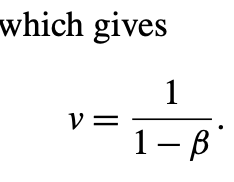 which gives
ν = 1 / (1 − β).